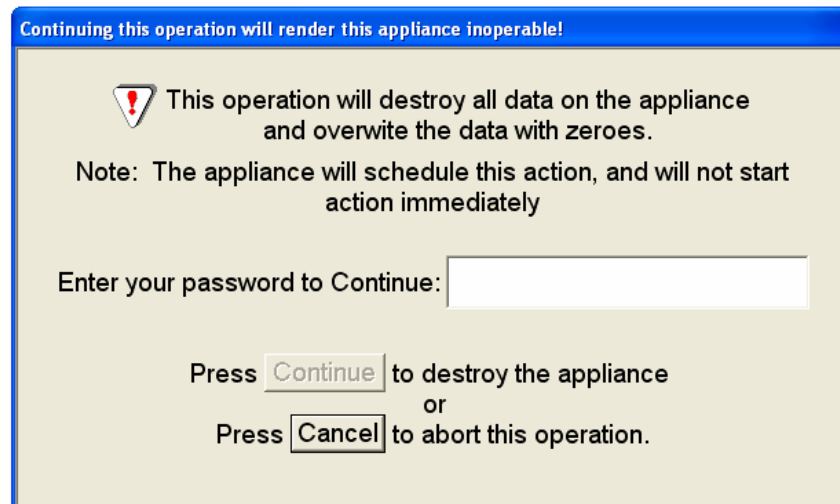 Continuing this operation will render this appliance inoperable!
This operation will destroy all data on the appliance
and overwite the data with zeroes.
Note: The appliance will schedule this action, and will not start
action immediately
Enter your password to Continue:
Press Continue to destroy the appliance
or
Press Cancel to abort this operation.